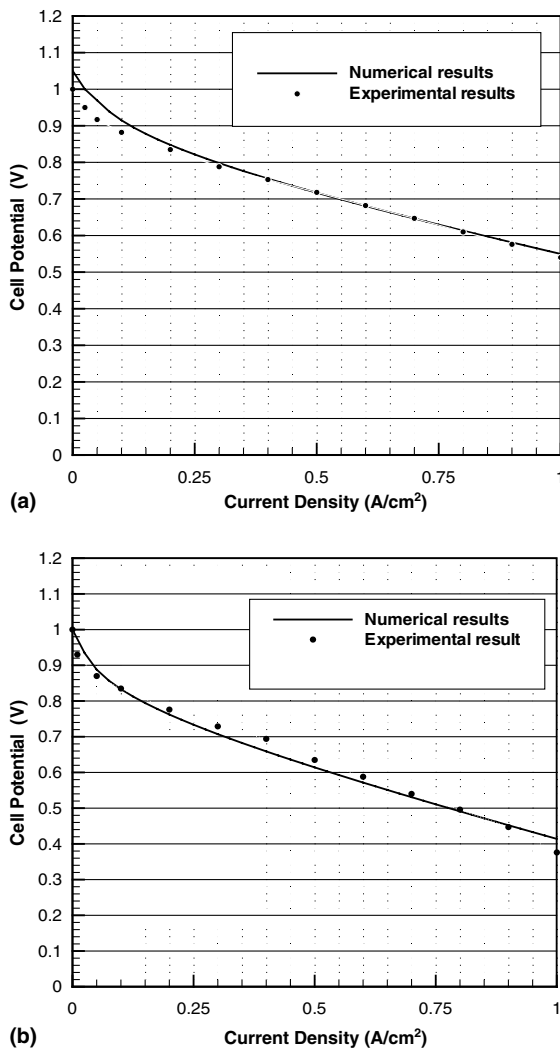 1.2
1.1
1
0.9
0.8
0.7
0.6
0.5
0.4
0.3
0.2
0.1
0
Cell Potential (V)
Numerical results
Experimental results
0 0.25 0.5 0.75 1
(a) Current Density (A/cm²)
1.2
1.1
1
0.9
0.8
0.7
0.6
0.5
0.4
0.3
0.2
0.1
0
Cell Potential (V)
Numerical results
Experimental result
0 0.25 0.5 0.75 1
(b) Current Density (A/cm²)